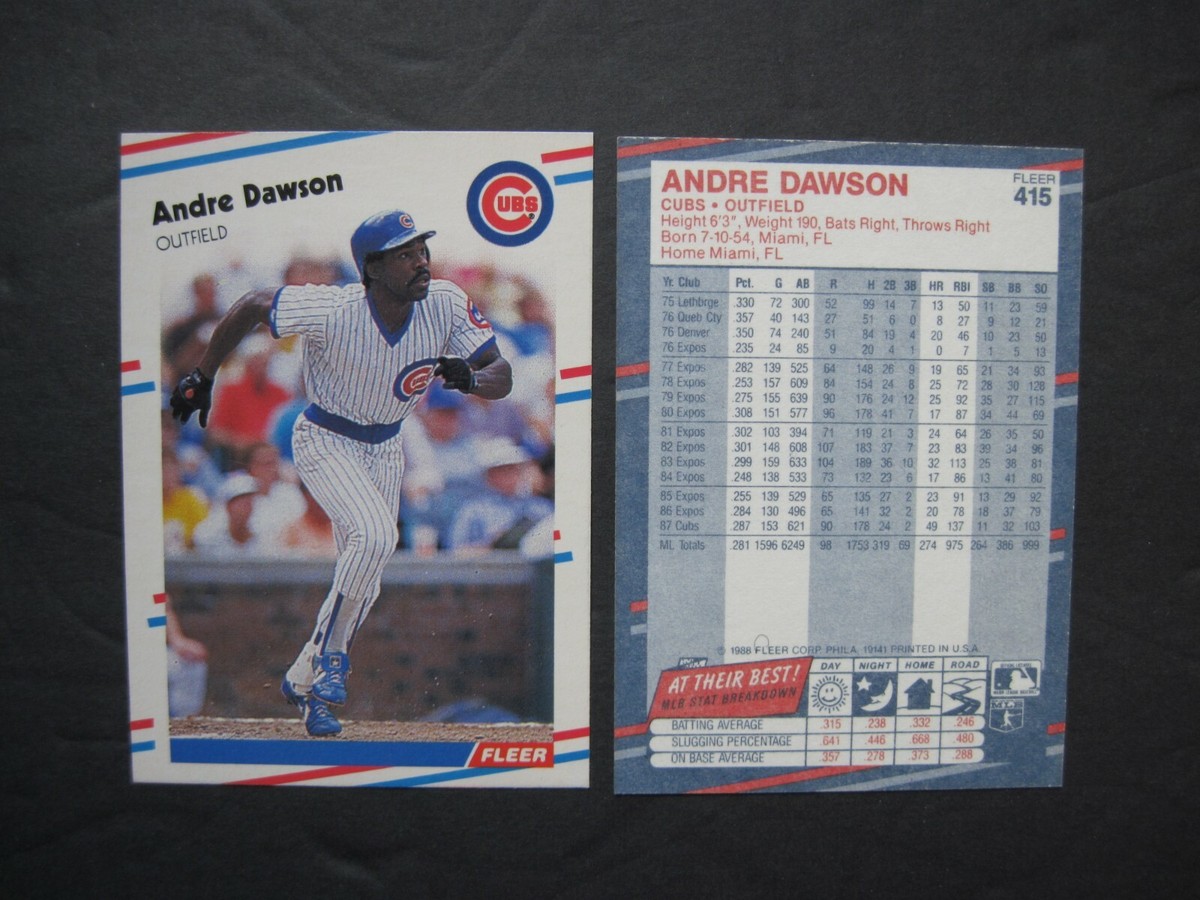 Andre Dawson
OUTFIELD
CUBS
FLEER
ANDRE DAWSON
FLEER
415
CUBS • OUTFIELD
Height 6'3", Weight 190, Bats Right, Throws Right
Born 7-10-54, Miami, FL
Home Miami, FL
Yr. Club Pct. G AB R H 2B 3B HR RBI SB BB SO
75 Lethbrge .330 72 300 52 99 14 7 13 50 11 23 59
76 Queb Cty .357 40 143 27 51 6 0 8 27 9 12 21
76 Denver .350 74 240 51 84 19 4 20 46 10 23 50
76 Expos .235 24 85 9 20 4 1 0 7 1 5 13
77 Expos .282 139 525 64 148 26 9 19 65 21 34 93
78 Expos .253 157 609 84 154 24 8 25 72 28 30 128
79 Expos .275 155 639 90 176 24 12 25 92 35 27 115
80 Expos .308 151 577 96 178 41 7 17 87 34 44 69
81 Expos .302 103 394 71 119 21 3 24 64 26 35 50
82 Expos .301 148 608 107 183 37 7 23 83 39 34 96
83 Expos .299 159 633 104 189 36 10 32 113 25 38 81
84 Expos .248 138 533 73 132 23 6 17 86 13 41 80
85 Expos .255 139 529 65 135 27 2 23 91 13 29 92
86 Expos .284 130 496 65 141 32 2 20 78 18 37 79
87 Cubs .287 153 621 90 178 24 2 49 137 11 32 103
ML Totals .281 1596 6249 98 1753 319 69 274 975 264 386 999
© 1988 FLEER CORP. PHILA. 19141 PRINTED IN U.S.A.
AT THEIR BEST!
MLB STAT BREAKDOWN
DAY NIGHT HOME ROAD
BATTING AVERAGE .315 .238 .332 .246
SLUGGING PERCENTAGE .641 .446 .668 .480
ON BASE AVERAGE .357 .278 .373 .288